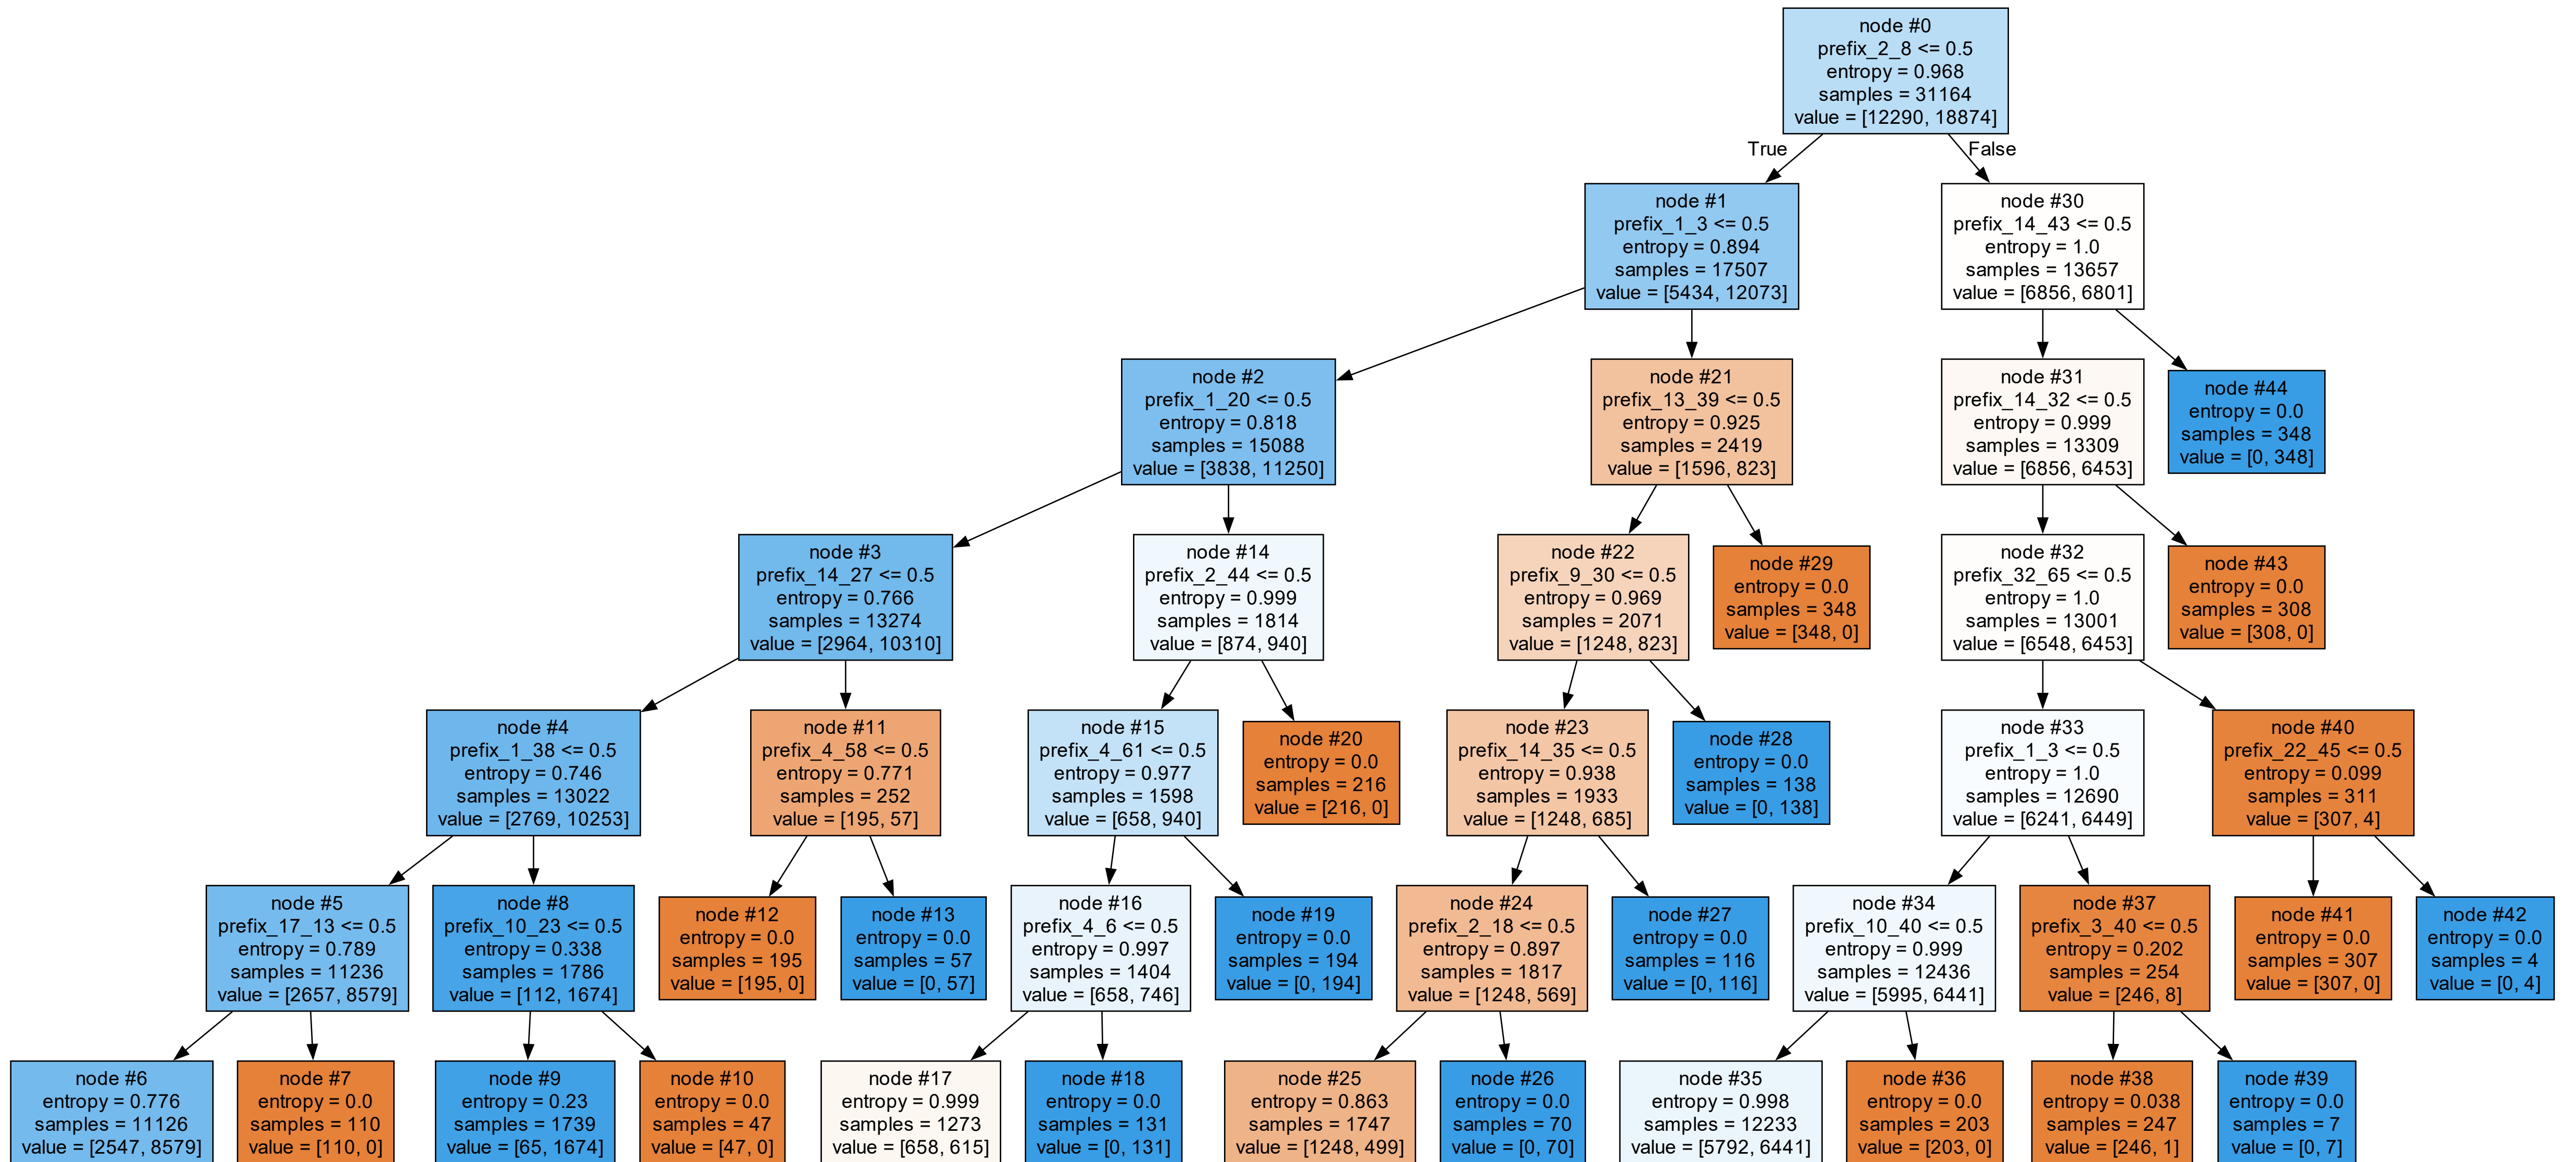 node #0
prefix_2_8 <= 0.5
entropy = 0.968
samples = 31164
value = [12290, 18874]
True
False
node #1
prefix_1_3 <= 0.5
entropy = 0.894
samples = 17507
value = [5434, 12073]
node #30
prefix_14_43 <= 0.5
entropy = 1.0
samples = 13657
value = [6856, 6801]
node #2
prefix_1_20 <= 0.5
entropy = 0.818
samples = 15088
value = [3838, 11250]
node #21
prefix_13_39 <= 0.5
entropy = 0.925
samples = 2419
value = [1596, 823]
node #31
prefix_14_32 <= 0.5
entropy = 0.999
samples = 13309
value = [6856, 6453]
node #44
entropy = 0.0
samples = 348
value = [0, 348]
node #3
prefix_14_27 <= 0.5
entropy = 0.766
samples = 13274
value = [2964, 10310]
node #14
prefix_2_44 <= 0.5
entropy = 0.999
samples = 1814
value = [874, 940]
node #22
prefix_9_30 <= 0.5
entropy = 0.969
samples = 2071
value = [1248, 823]
node #29
entropy = 0.0
samples = 348
value = [348, 0]
node #32
prefix_32_65 <= 0.5
entropy = 1.0
samples = 13001
value = [6548, 6453]
node #43
entropy = 0.0
samples = 308
value = [308, 0]
node #4
prefix_1_38 <= 0.5
entropy = 0.746
samples = 13022
value = [2769, 10253]
node #11
prefix_4_58 <= 0.5
entropy = 0.771
samples = 252
value = [195, 57]
node #15
prefix_4_61 <= 0.5
entropy = 0.977
samples = 1598
value = [658, 940]
node #20
entropy = 0.0
samples = 216
value = [216, 0]
node #23
prefix_14_35 <= 0.5
entropy = 0.938
samples = 1933
value = [1248, 685]
node #28
entropy = 0.0
samples = 138
value = [0, 138]
node #33
prefix_1_3 <= 0.5
entropy = 1.0
samples = 12690
value = [6241, 6449]
node #40
prefix_22_45 <= 0.5
entropy = 0.099
samples = 311
value = [307, 4]
node #5
prefix_17_13 <= 0.5
entropy = 0.789
samples = 11236
value = [2657, 8579]
node #8
prefix_10_23 <= 0.5
entropy = 0.338
samples = 1786
value = [112, 1674]
node #12
entropy = 0.0
samples = 195
value = [195, 0]
node #13
entropy = 0.0
samples = 57
value = [0, 57]
node #16
prefix_4_6 <= 0.5
entropy = 0.997
samples = 1404
value = [658, 746]
node #19
entropy = 0.0
samples = 194
value = [0, 194]
node #24
prefix_2_18 <= 0.5
entropy = 0.897
samples = 1817
value = [1248, 569]
node #27
entropy = 0.0
samples = 116
value = [0, 116]
node #34
prefix_10_40 <= 0.5
entropy = 0.999
samples = 12436
value = [5995, 6441]
node #37
prefix_3_40 <= 0.5
entropy = 0.202
samples = 254
value = [246, 8]
node #41
entropy = 0.0
samples = 307
value = [307, 0]
node #42
entropy = 0.0
samples = 4
value = [0, 4]
node #6
entropy = 0.776
samples = 11126
value = [2547, 8579]
node #7
entropy = 0.0
samples = 110
value = [110, 0]
node #9
entropy = 0.23
samples = 1739
value = [65, 1674]
node #10
entropy = 0.0
samples = 47
value = [47, 0]
node #17
entropy = 0.999
samples = 1273
value = [658, 615]
node #18
entropy = 0.0
samples = 131
value = [0, 131]
node #25
entropy = 0.863
samples = 1747
value = [1248, 499]
node #26
entropy = 0.0
samples = 70
value = [0, 70]
node #35
entropy = 0.998
samples = 12233
value = [5792, 6441]
node #36
entropy = 0.0
samples = 203
value = [203, 0]
node #38
entropy = 0.038
samples = 247
value = [246, 1]
node #39
entropy = 0.0
samples = 7
value = [0, 7]